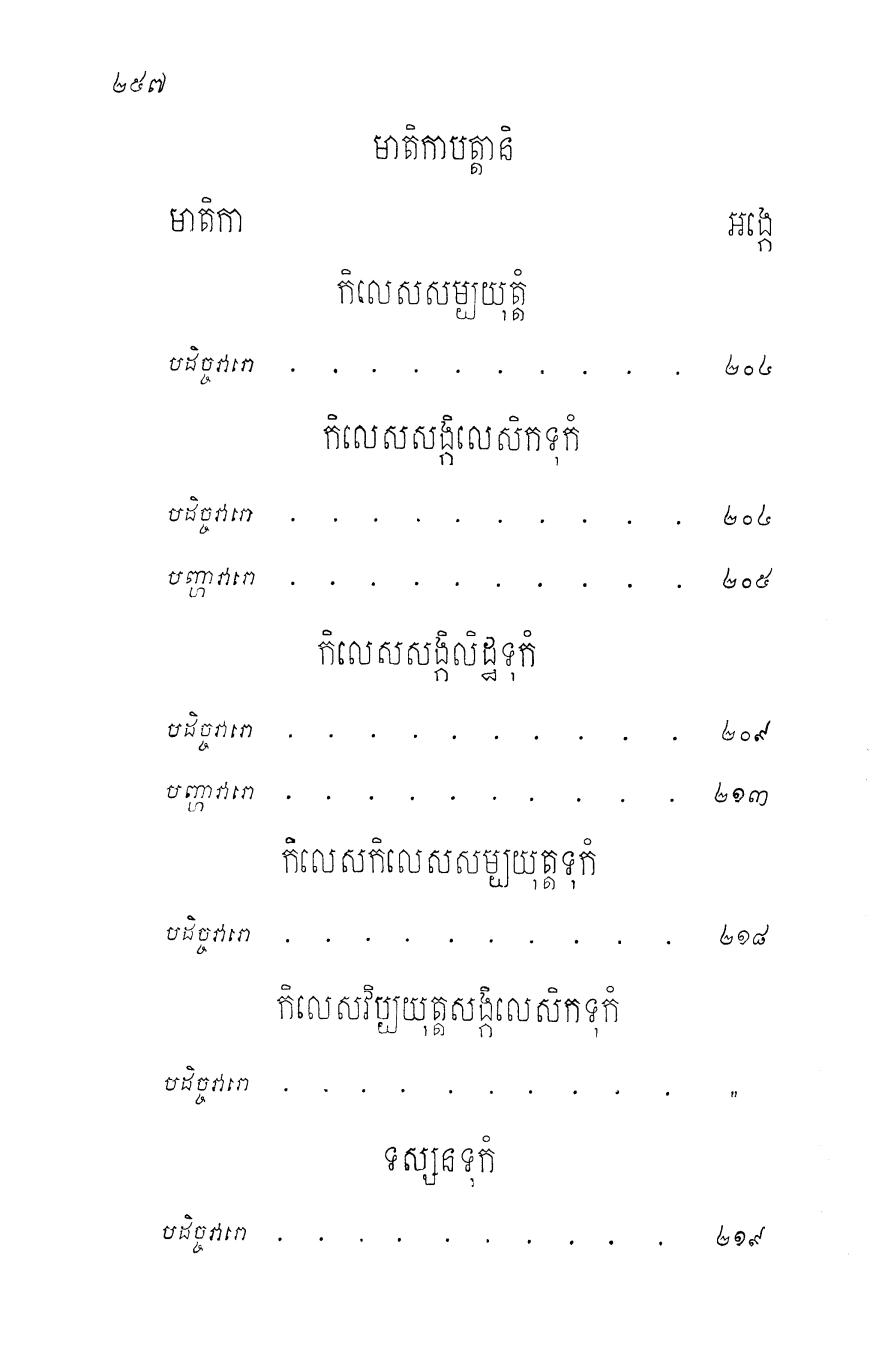 ២៥៧
មាតិកាបត្តានិ
មាតិកា អង្កេ
កិលេសសម្បយុត្តំ
បដិច្ចវារោ . . . . . . . . . . ២០៤
កិលេសសង្កិលេសិកទុកំ
បដិច្ចវារោ . . . . . . . . . . ២០៤
បញ្ហាវារោ . . . . . . . . . . ២០៥
កិលេសសង្កិលិដ្ឋទុកំ
បដិច្ចវារោ . . . . . . . . . . ២០៩
បញ្ហាវារោ . . . . . . . . . . ២១៣
កិលេសកិលេសសម្បយុត្តទុកំ
បដិច្ចវារោ . . . . . . . . . . ២១៨
កិលេសវិប្បយុត្តសង្កិលេសិកទុកំ
បដិច្ចវារោ . . . . . . . . . . "
ទស្សនទុកំ
បដិច្ចវារោ . . . . . . . . . . ២១៩